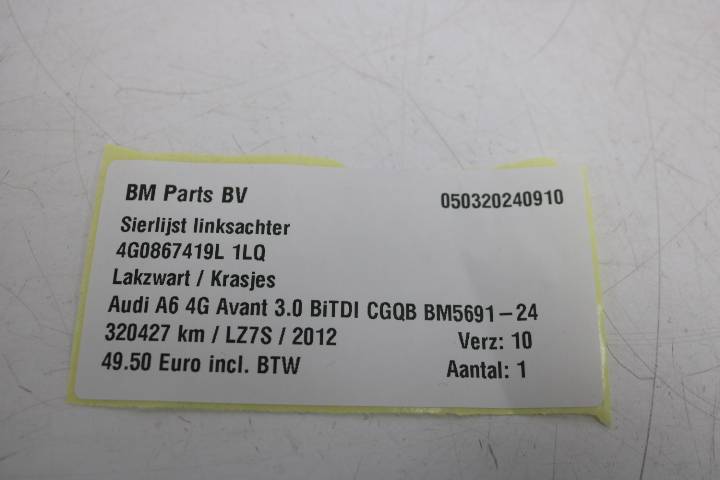 BM Parts BV 050320240910
Sierlijst linksachter
4G0867419L 1LQ
Lakzwart / Krasjes
Audi A6 4G Avant 3.0 BiTDI CGQB BM5691-24
320427 km / LZ7S / 2012 Verz: 10
49.50 Euro incl. BTW Aantal: 1